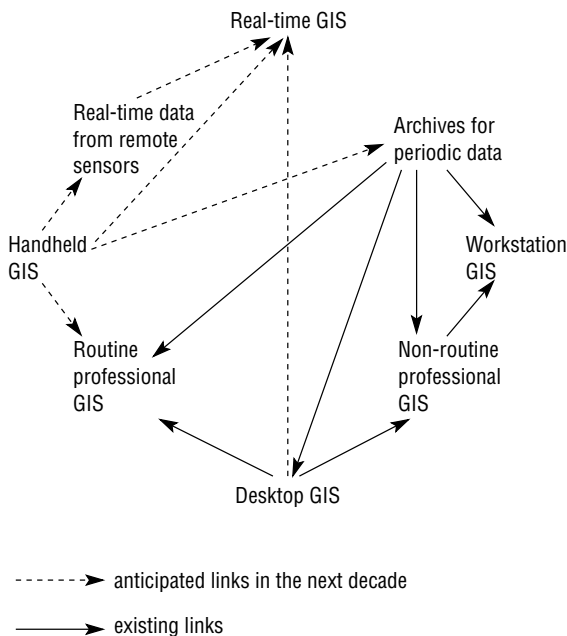 Real-time GIS
Real-time data
from remote
sensors
Archives for
periodic data
Handheld
GIS
Workstation
GIS
Routine
professional
GIS
Non-routine
professional
GIS
Desktop GIS
anticipated links in the next decade
existing links